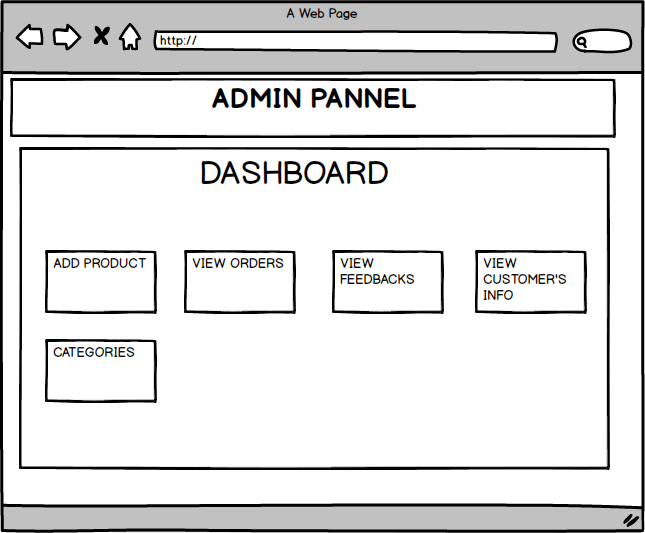 A Web Page
http://
ADMIN PANNEL
DASHBOARD
ADD PRODUCT
VIEW ORDERS
VIEW
FEEDBACKS
VIEW
CUSTOMER'S
INFO
CATEGORIES